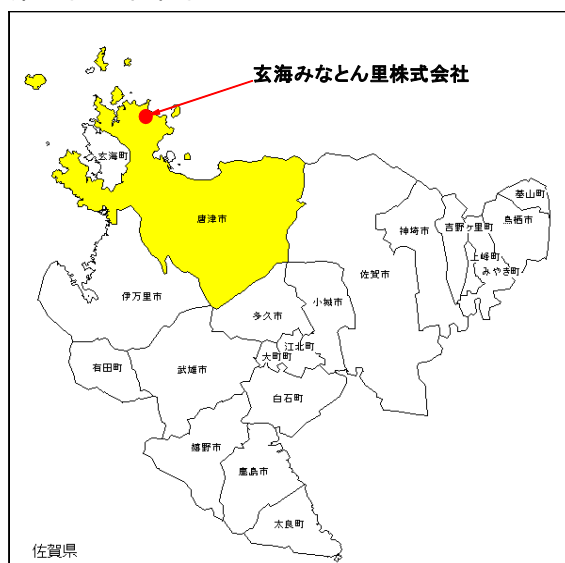 玄海みなとん里株式会社
玄海町
唐津市
基山町
鳥栖市
神埼市
吉野ヶ里町
上峰町
みやき町
佐賀市
伊万里市
多久市
小城市
江北町
大町町
有田町
武雄市
白石町
嬉野市
鹿島市
太良町
佐賀県